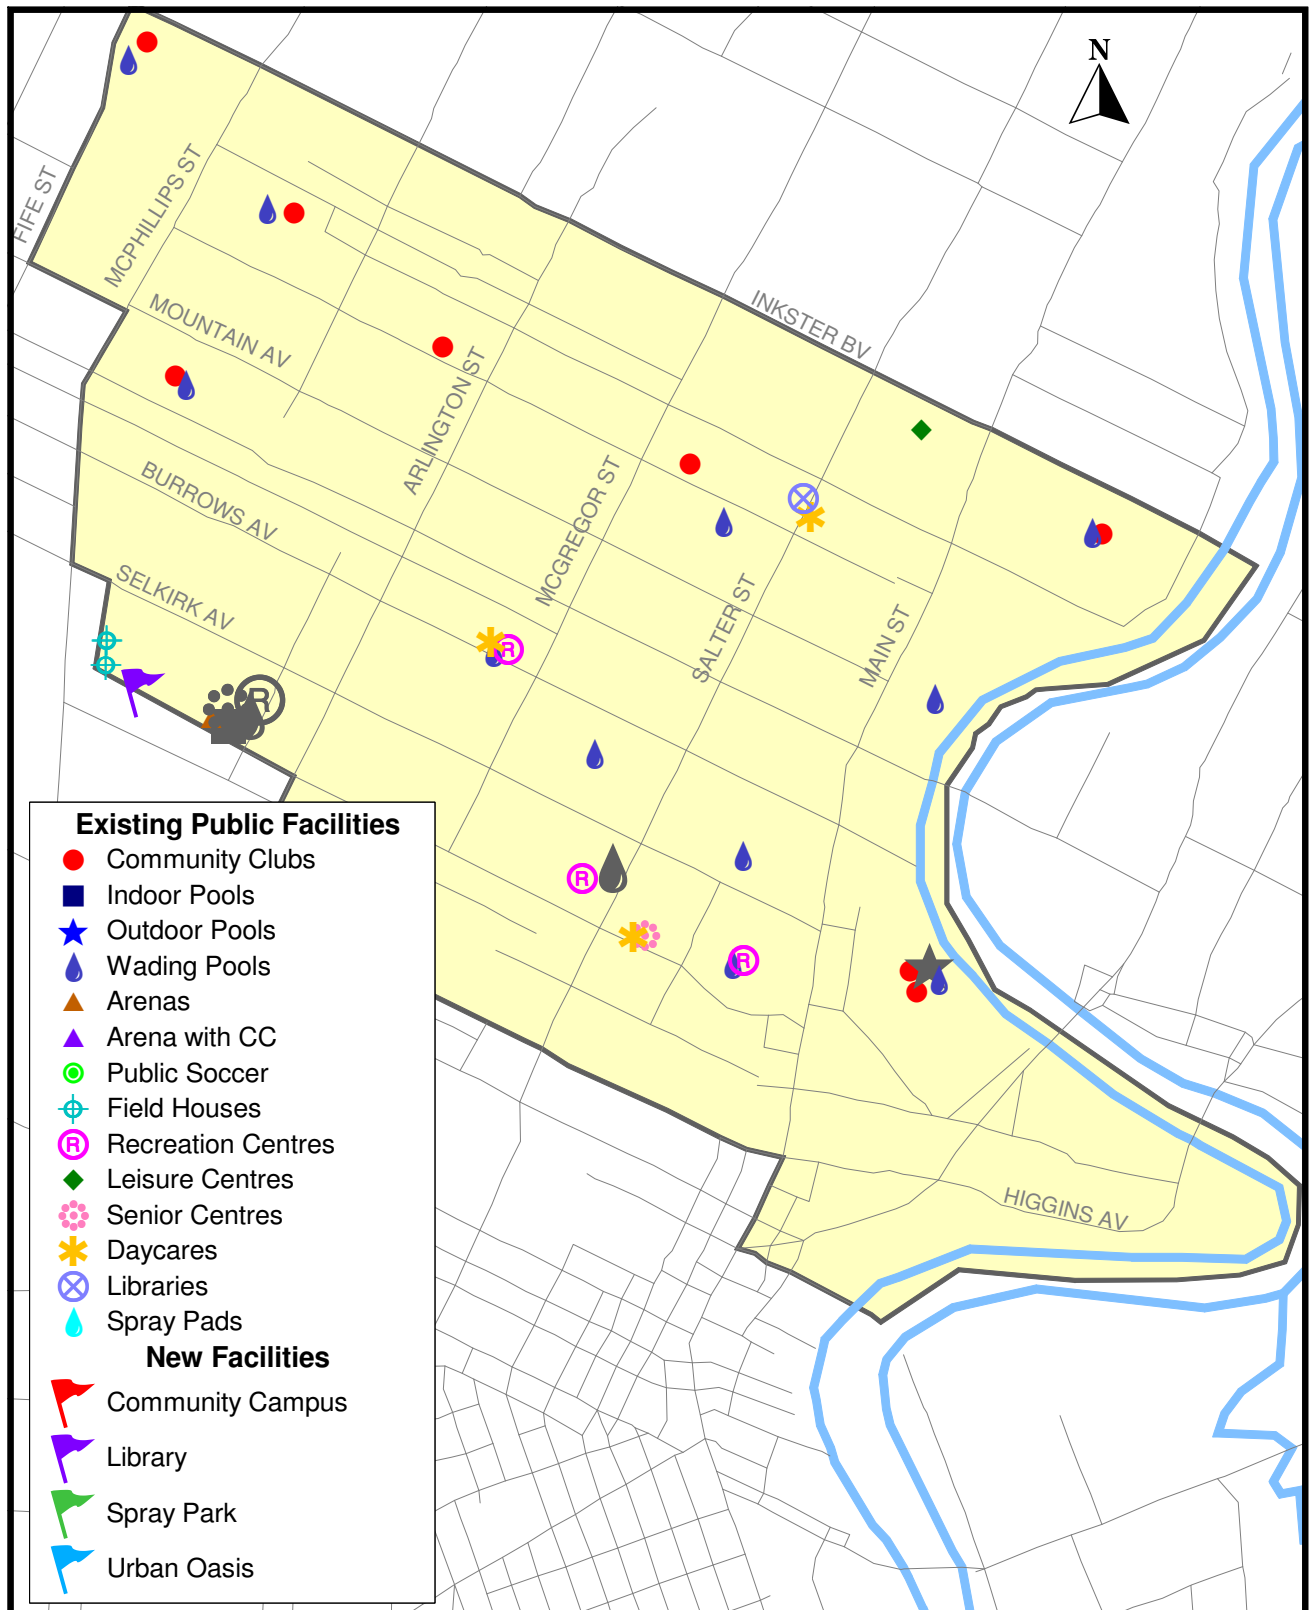 N
FIFE ST
MCPHILLIPS ST
MOUNTAIN AV
INKSTER BV
ARLINGTON ST
BURROWS AV
MCGREGOR ST
SELKIRK AV
SALTER ST
MAIN ST
R
R
R
R
HIGGINS AV
Existing Public Facilities
Community Clubs
Indoor Pools
Outdoor Pools
Wading Pools
Arenas
Arena with CC
Public Soccer
Field Houses
R Recreation Centres
Leisure Centres
Senior Centres
Daycares
Libraries
Spray Pads
New Facilities
Community Campus
Library
Spray Park
Urban Oasis